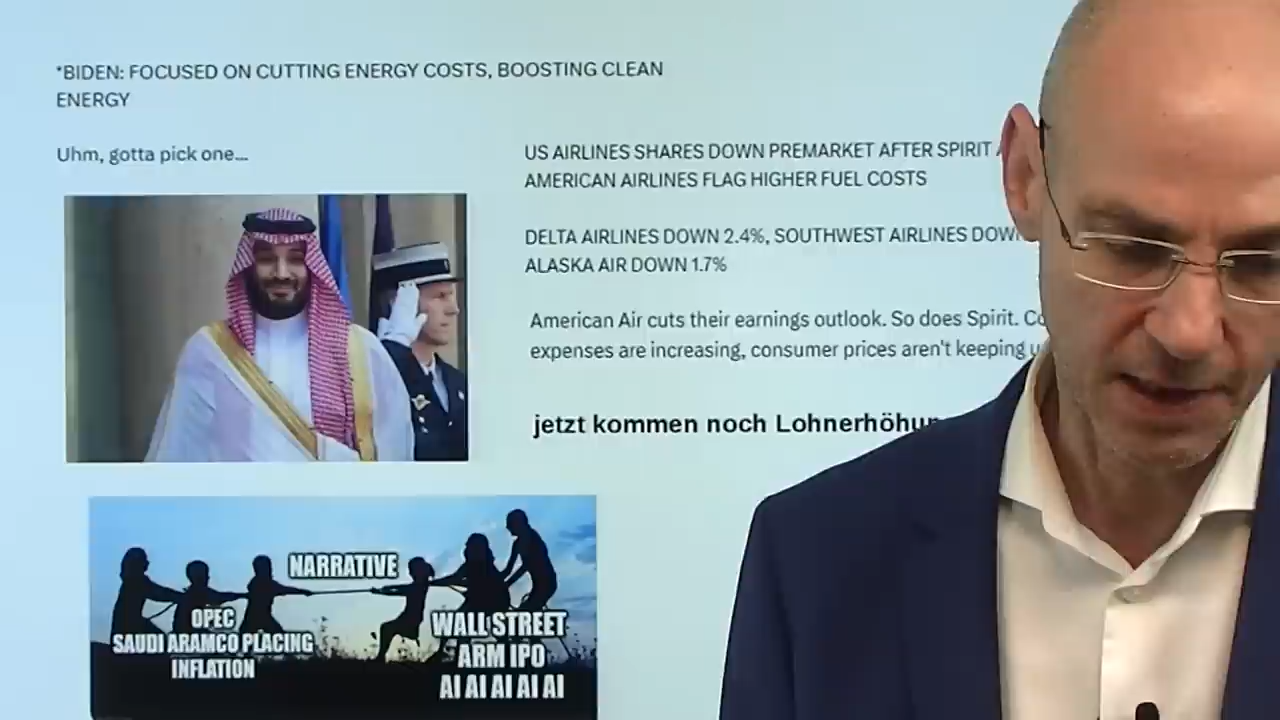 *BIDEN: FOCUSED ON CUTTING ENERGY COSTS, BOOSTING CLEAN
ENERGY
Uhm, gotta pick one...
US AIRLINES SHARES DOWN PREMARKET AFTER SPIRIT
AMERICAN AIRLINES FLAG HIGHER FUEL COSTS
DELTA AIRLINES DOWN 2.4%, SOUTHWEST AIRLINES
ALASKA AIR DOWN 1.7%
American Air cuts their earnings outlook. So does Spirit.
expenses are increasing, consumer prices aren't keeping
jetzt kommen noch
NARRATIVE
OPEC
SAUDI ARAMCO PLACING
INFLATION
WALL STREET
ARM IPO
AI AI AI AI AI